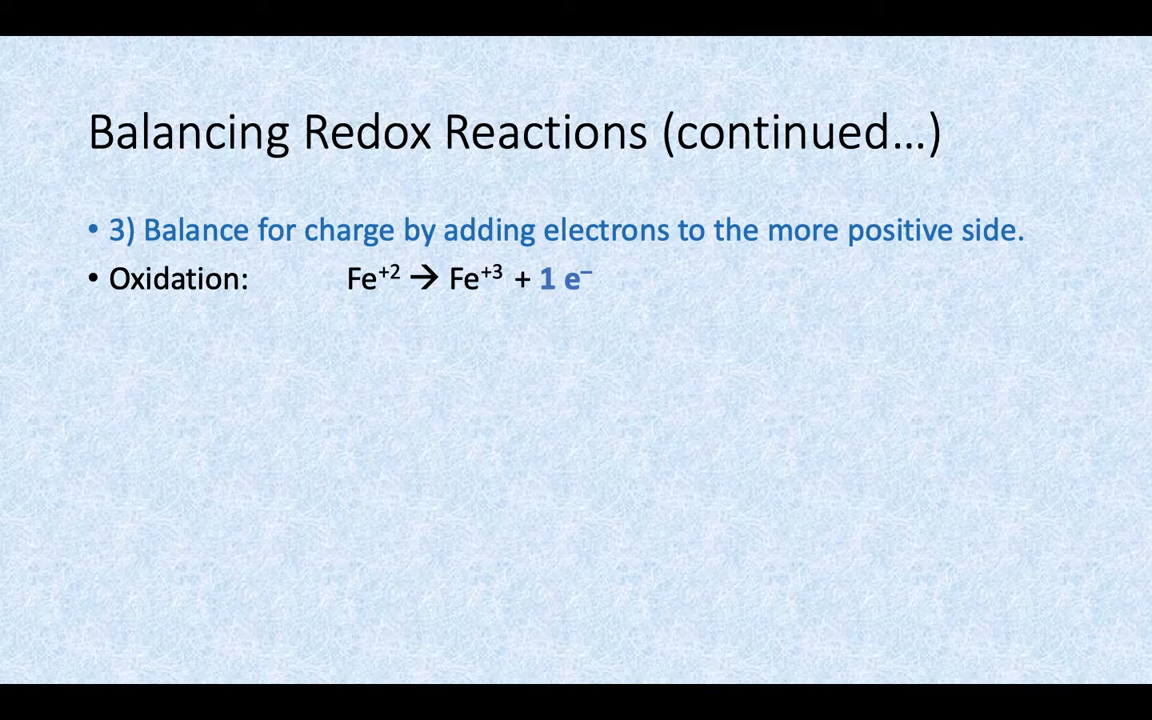 Balancing Redox Reactions (continued…)
• 3) Balance for charge by adding electrons to the more positive side.
• Oxidation: Fe⁺² → Fe⁺³ + 1 e⁻